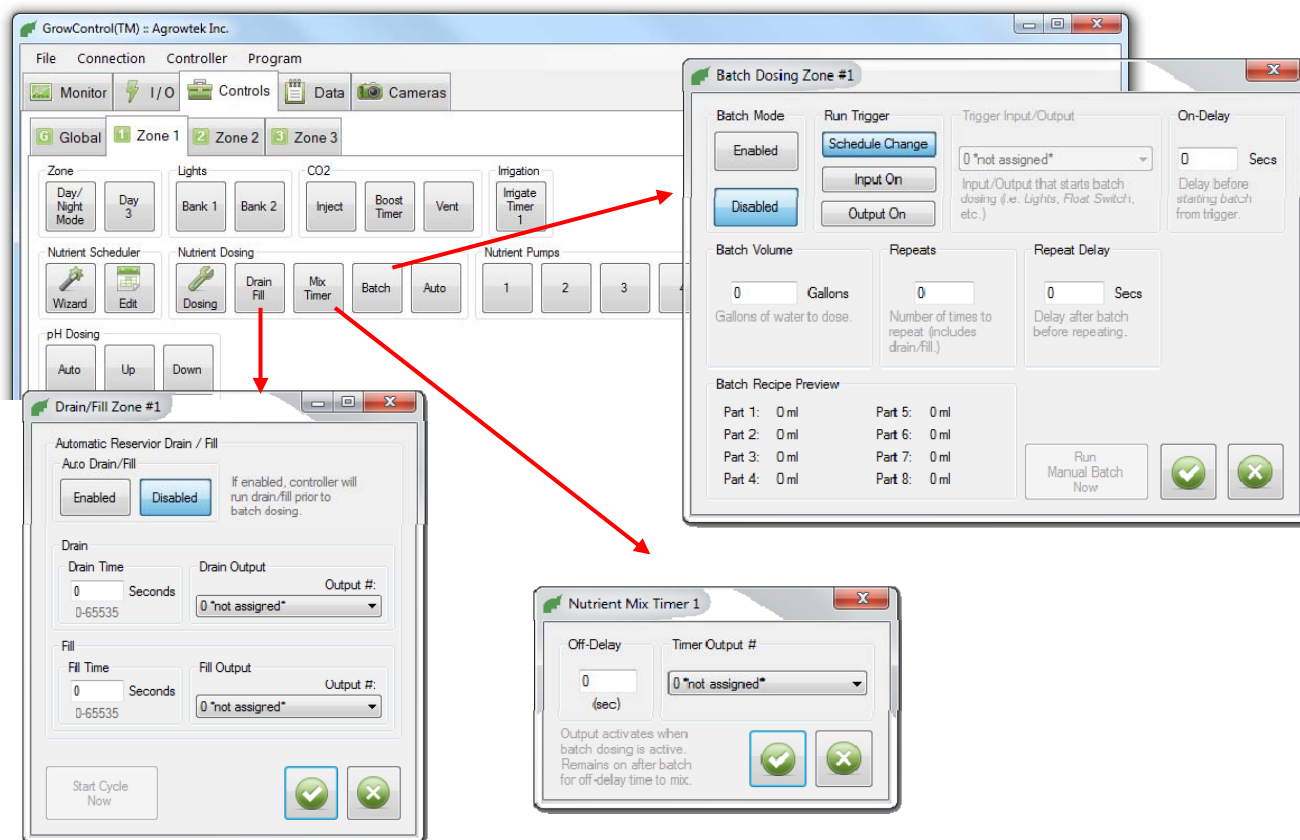 GrowControl(TM) :: Agrowtek Inc.
File Connection Controller Program
Monitor I/O Controls Data Cameras
G Global 1 Zone 1 2 Zone 2 3 Zone 3
Zone Lights CO2 Irrigation
Day/
Night
Mode
Day
3
Bank 1 Bank 2 Inject
Boost
Timer
Vent
Irrigate
Timer
1
Nutrient Scheduler Nutrient Dosing Nutrient Pumps
Wizard Edit Dosing
Drain
Fill
Mix
Timer
Batch Auto 1 2 3 4
pH Dosing
Auto Up Down
Batch Dosing Zone #1
X
Batch Mode Run Trigger Trigger Input/Output On-Delay
Enabled
Disabled
Schedule Change
Input On
Output On
0 *not assigned*
Input/Output that starts batch
dosing (i.e. Lights, Float Switch,
etc.)
0 Secs
Delay before
starting batch
from trigger.
Batch Volume Repeats Repeat Delay
0 Gallons
Gallons of water to dose.
0
Number of times to
repeat (includes
drain/fill.)
0 Secs
Delay after batch
before repeating.
Batch Recipe Preview
Part 1: 0 ml Part 5: 0 ml
Part 2: 0 ml Part 6: 0 ml
Part 3: 0 ml Part 7: 0 ml
Part 4: 0 ml Part 8: 0 ml
Run
Manual Batch
Now
Drain/Fill Zone #1
Automatic Reservior Drain / Fill
Auto Drain/Fill
Enabled Disabled
If enabled, controller will
run drain/fill prior to
batch dosing.
Drain
Drain Time Drain Output
Output #:
0 Seconds 0 *not assigned*
0-65535
Fill
Fill Time Fill Output
Output #:
0 Seconds 0 *not assigned*
0-65535
Start Cycle
Now
Nutrient Mix Timer 1
Off-Delay Timer Output #
0 0 *not assigned*
(sec)
Output activates when
batch dosing is active.
Remains on after batch
for off-delay time to mix.